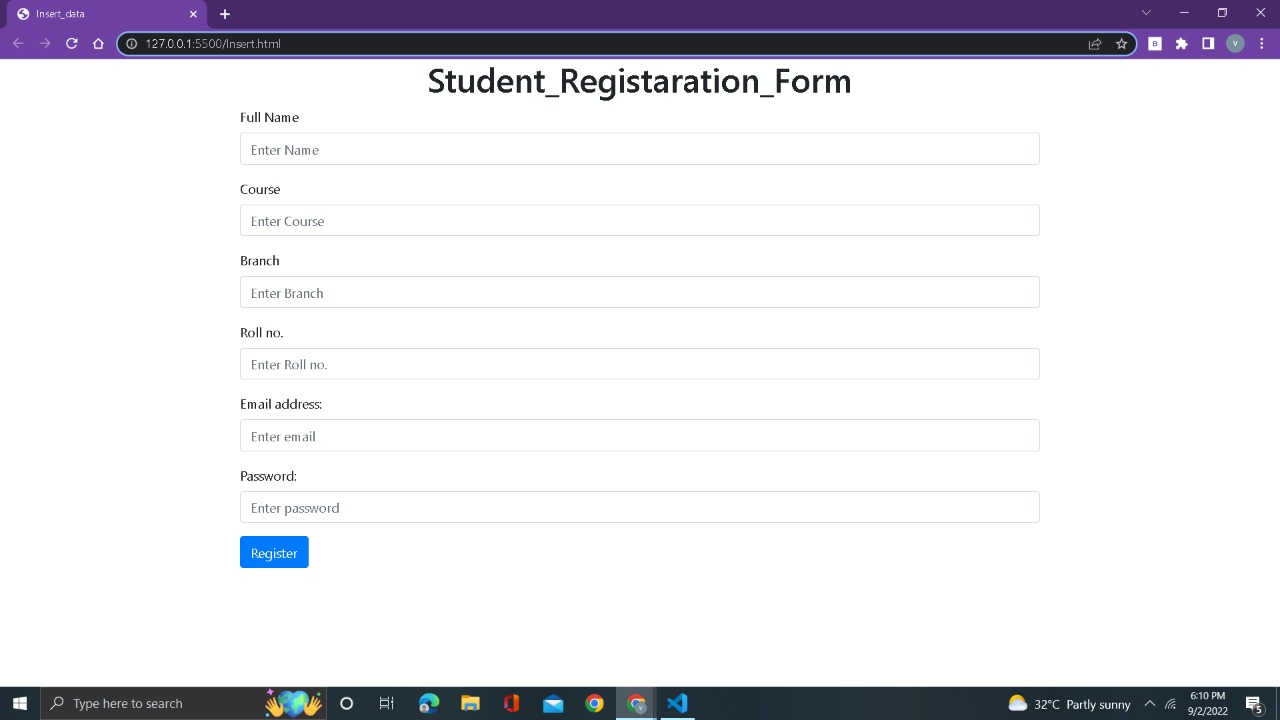 Insert_data
127.0.0.1:5500/Insert.html
B
V
Student_Registaration_Form
Full Name
Enter Name
Course
Enter Course
Branch
Enter Branch
Roll no.
Enter Roll no.
Email address:
Enter email
Password:
Enter password
Register
Type here to search
32°C Partly sunny
6:10 PM
9/2/2022
5